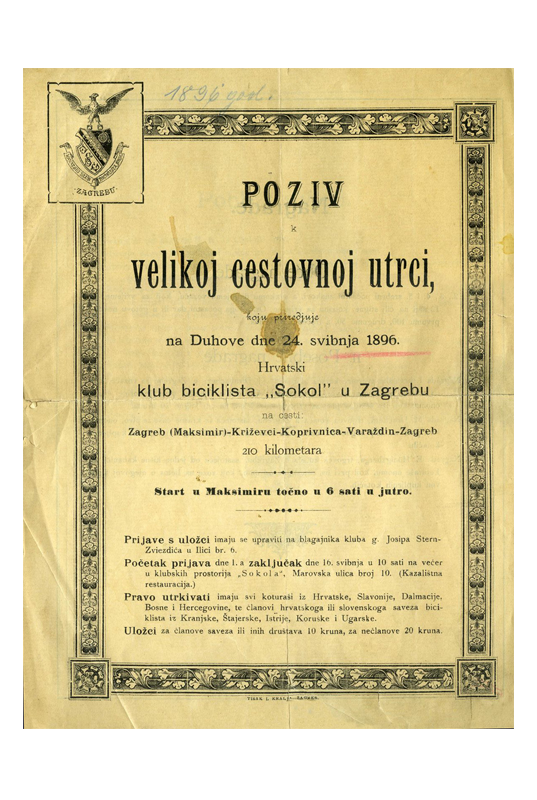 1896 god.
ZAGREBU
POZIV
k
velikoj cestovnoj utrci,
koju priredjuje
na Duhove dne 24. svibnja 1896.
Hrvatski
klub biciklista „Sokol" u Zagrebu
na cesti:
Zagreb (Maksimir)-Križevci-Koprivnica-Varaždin-Zagreb
210 kilometara
Start u Maksimiru točno u 6 sati u jutro.
Prijave s uložci imaju se upraviti na blagajnika kluba g. Josipa Stern-
Zviezdića u Ilici br. 6.
Početak prijava dne 1. a zaključak dne 16. svibnja u 10 sati na večer
u klubskih prostorija „Sokola", Marovska ulica broj 10. (Kazalištna
restauracija.)
Pravo utrkivati imaju svi koturaši iz Hrvatske, Slavonije, Dalmacije,
Bosne i Hercegovine, te članovi hrvatskoga ili slovenskoga saveza bici-
klista iz Kranjske, Štajerske, Istrije, Koruske i Ugarske.
Uložci za članove saveza ili inih društava 10 kruna, za nečlanove 20 kruna.